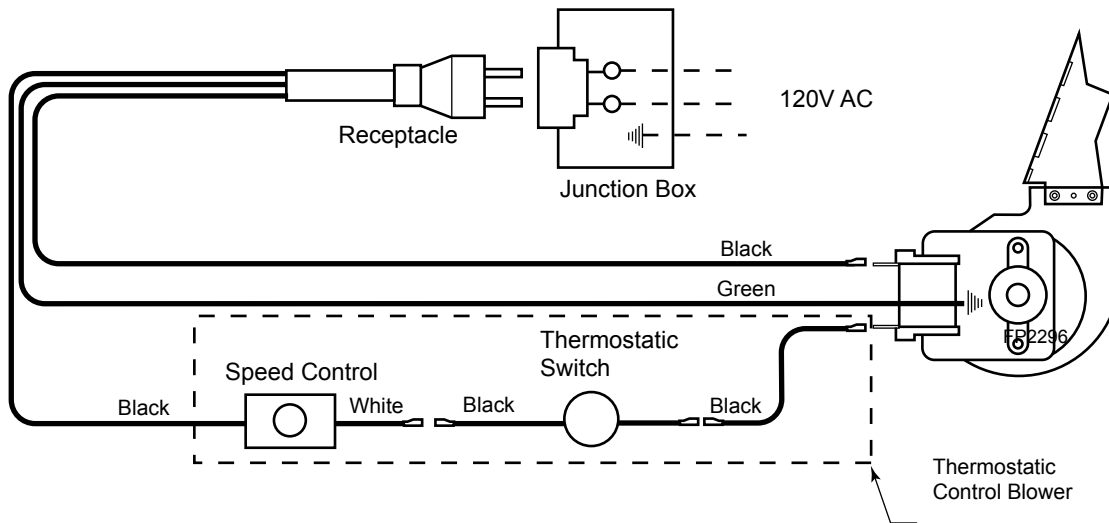 120V AC
Receptacle
Junction Box
Black
Green
FP2296
Thermostatic
Switch
Speed Control
Black
White
Black
Black
Thermostatic
Control Blower